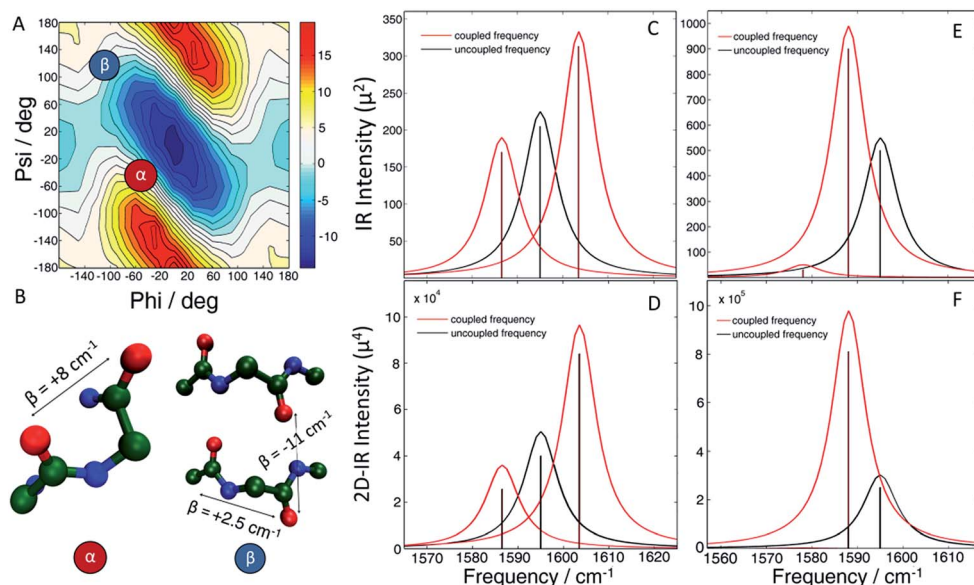 A
180
140
100
60
20
-20
-60
-100
-140
-180
Psi / deg
β
α
-140 -100 -60 -20 20 60 100 140 180
Phi / deg
15
10
5
0
-5
-10
B
β = +8 cm⁻¹
β = -11 cm⁻¹
β = +2.5 cm⁻¹
α
β
C
coupled frequency
uncoupled frequency
IR Intensity (μ²)
350
300
250
200
150
100
50
E
coupled frequency
uncoupled frequency
1000
900
800
700
600
500
400
300
200
100
x 10⁴
D
coupled frequency
uncoupled frequency
2D-IR Intensity (μ⁴)
10
8
6
4
2
0
1570 1580 1590 1600 1610 1620
Frequency / cm⁻¹
x 10⁵
F
coupled frequency
uncoupled frequency
10
8
6
4
2
0
1560 1570 1580 1590 1600 1610
Frequency / cm⁻¹